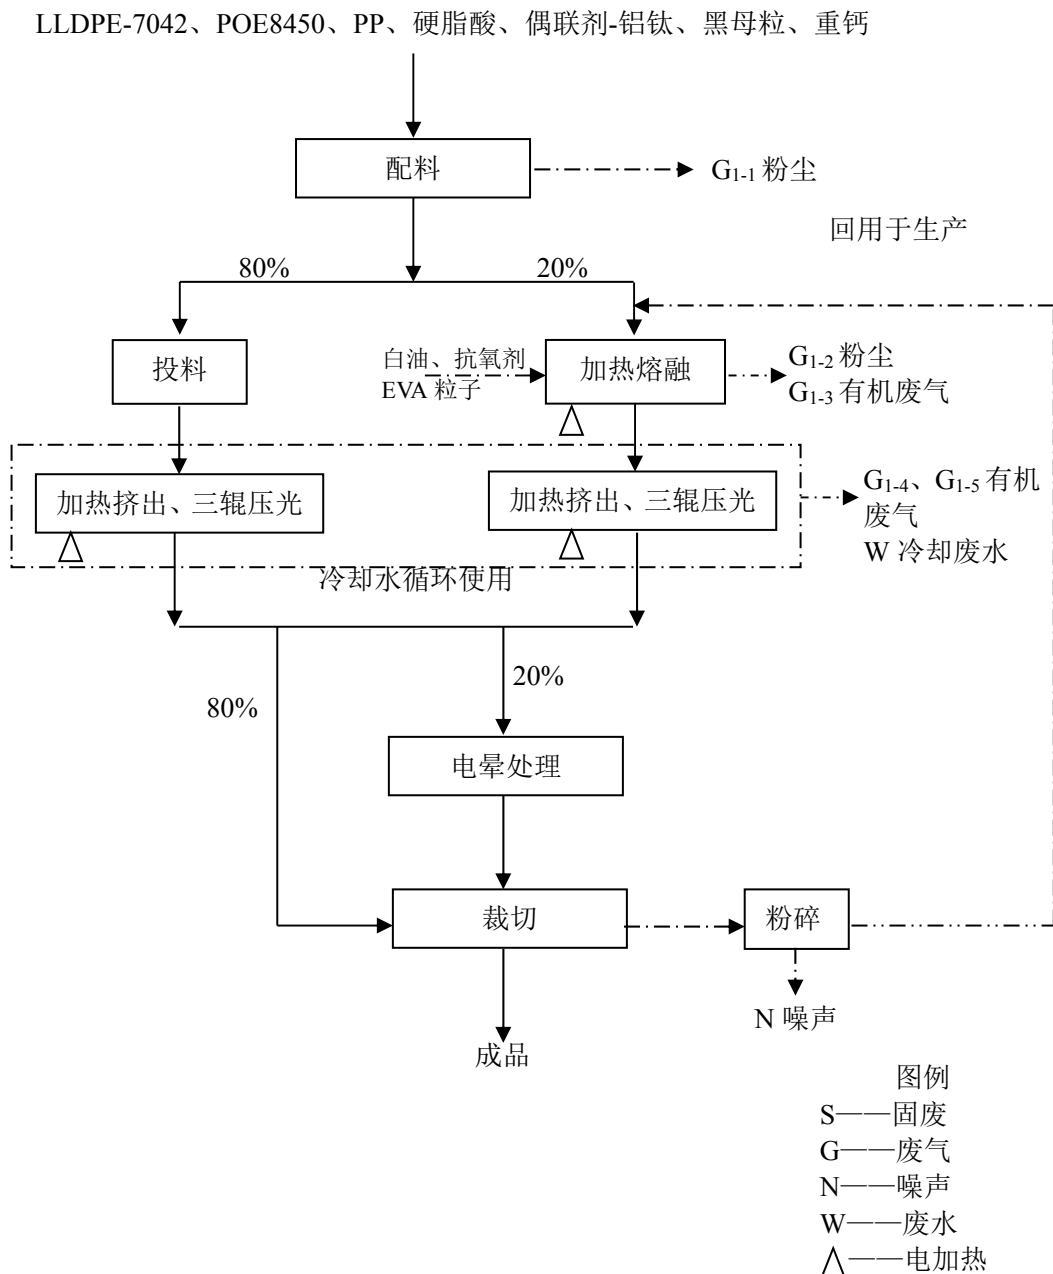 LLDPE-7042、POE8450、PP、硬脂酸、偶联剂-铝钛、黑母粒、重钙
配料
G1-1 粉尘
回用于生产
80%
20%
投料
白油、抗氧剂
EVA 粒子
加热熔融
G1-2 粉尘
G1-3 有机废气
加热挤出、三辊压光
加热挤出、三辊压光
G1-4、G1-5 有机
废气
W 冷却废水
冷却水循环使用
80%
20%
电晕处理
裁切
粉碎
N 噪声
成品
图例
S——固废
G——废气
N——噪声
W——废水
△——电加热